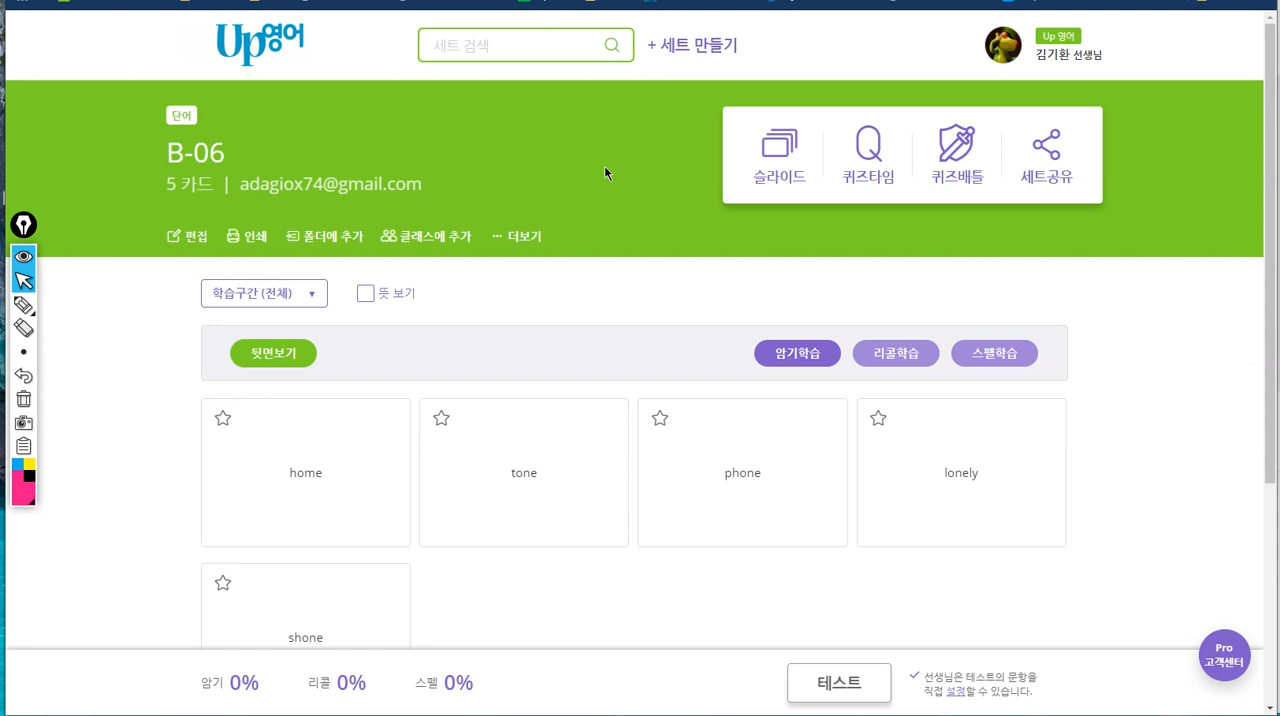 Up영어
세트 검색
+ 세트 만들기
Up 영어
김기환 선생님
단어
B-06
5 카드 | adagiox74@gmail.com
슬라이드
퀴즈타임
퀴즈배틀
세트공유
편집
인쇄
폴더에 추가
클래스에 추가
··· 더보기
학습구간 (전체) ▼
뜻 보기
뒷면보기
암기학습
리콜학습
스펠학습
home
tone
phone
lonely
shone
암기 0%
리콜 0%
스펠 0%
테스트
선생님은 테스트의 문항을
직접 설정할 수 있습니다.
Pro
고객센터